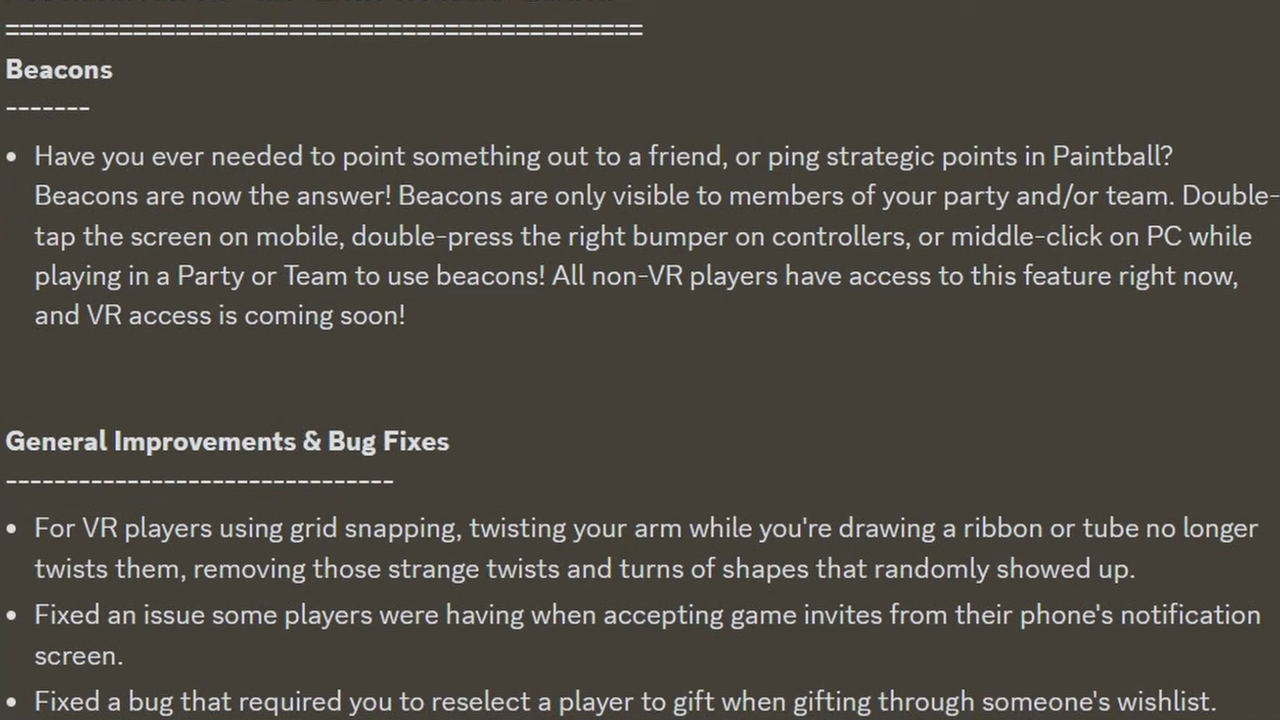 =============================================
Beacons
-------
• Have you ever needed to point something out to a friend, or ping strategic points in Paintball?
Beacons are now the answer! Beacons are only visible to members of your party and/or team. Double-
tap the screen on mobile, double-press the right bumper on controllers, or middle-click on PC while
playing in a Party or Team to use beacons! All non-VR players have access to this feature right now,
and VR access is coming soon!
General Improvements & Bug Fixes
--------------------------------
• For VR players using grid snapping, twisting your arm while you're drawing a ribbon or tube no longer
twists them, removing those strange twists and turns of shapes that randomly showed up.
• Fixed an issue some players were having when accepting game invites from their phone's notification
screen.
• Fixed a bug that required you to reselect a player to gift when gifting through someone's wishlist.